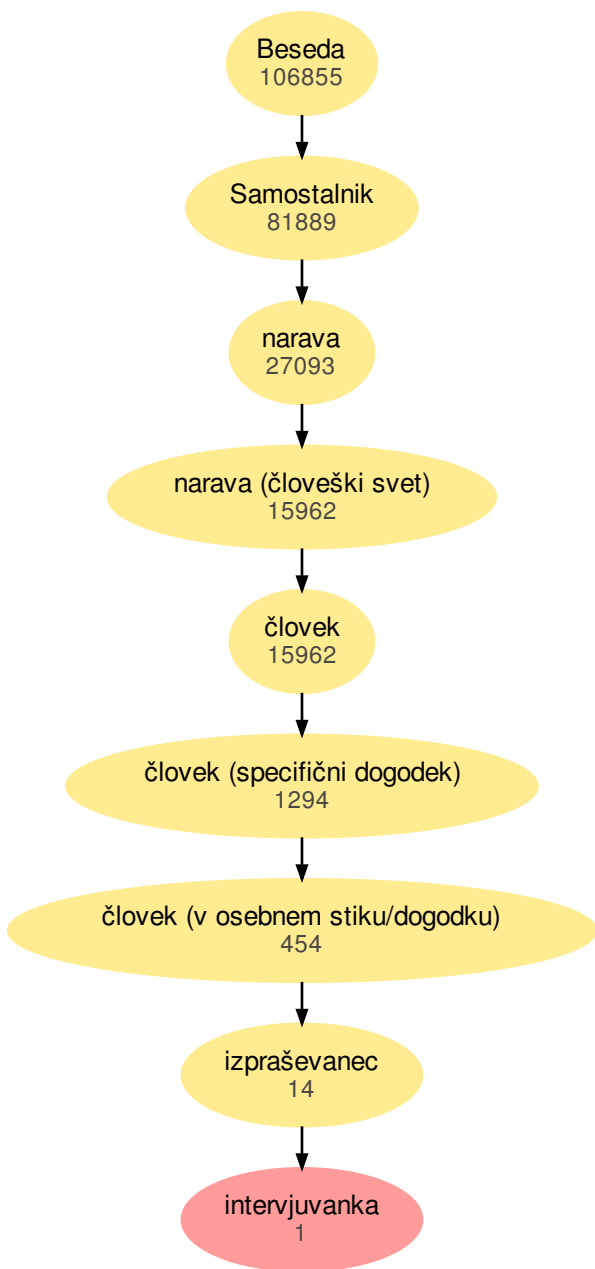 Beseda
106855
Samostalnik
81889
narava
27093
narava (človeški svet)
15962
človek
15962
človek (specifični dogodek)
1294
človek (v osebnem stiku/dogodku)
454
izpraševanec
14
intervjuvanka
1